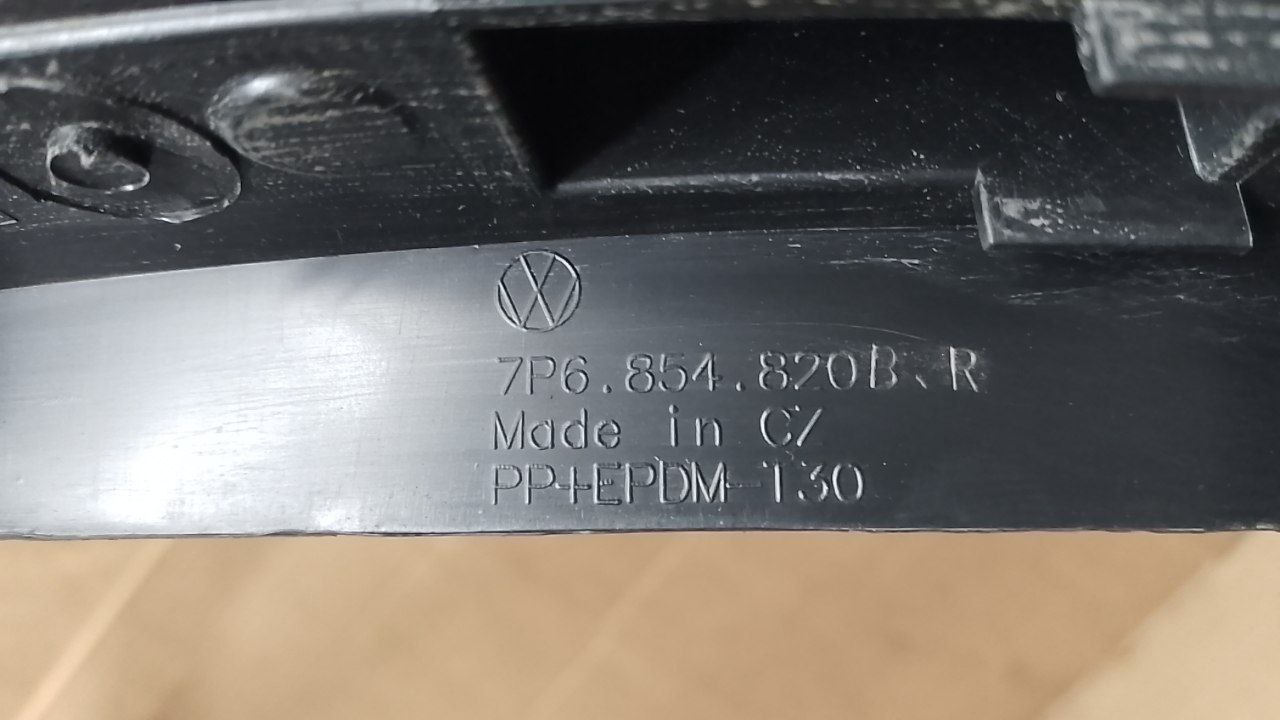 7P6.854.820B.R
Made in CZ
PP+EPDM-T30